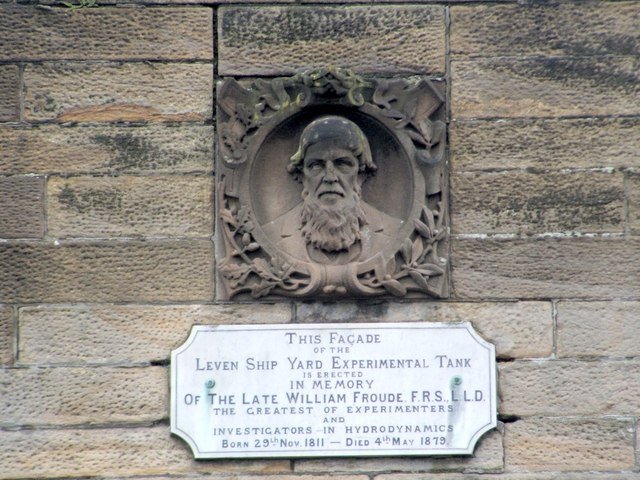 THIS FAÇADE
OF THE
LEVEN SHIP YARD EXPERIMENTAL TANK
IS ERECTED
IN MEMORY
OF THE LATE WILLIAM FROUDE. F.R.S., L.L.D.
THE GREATEST OF EXPERIMENTERS
AND
INVESTIGATORS IN HYDRODYNAMICS
BORN 29TH NOV. 1811 — DIED 4TH MAY 1879.